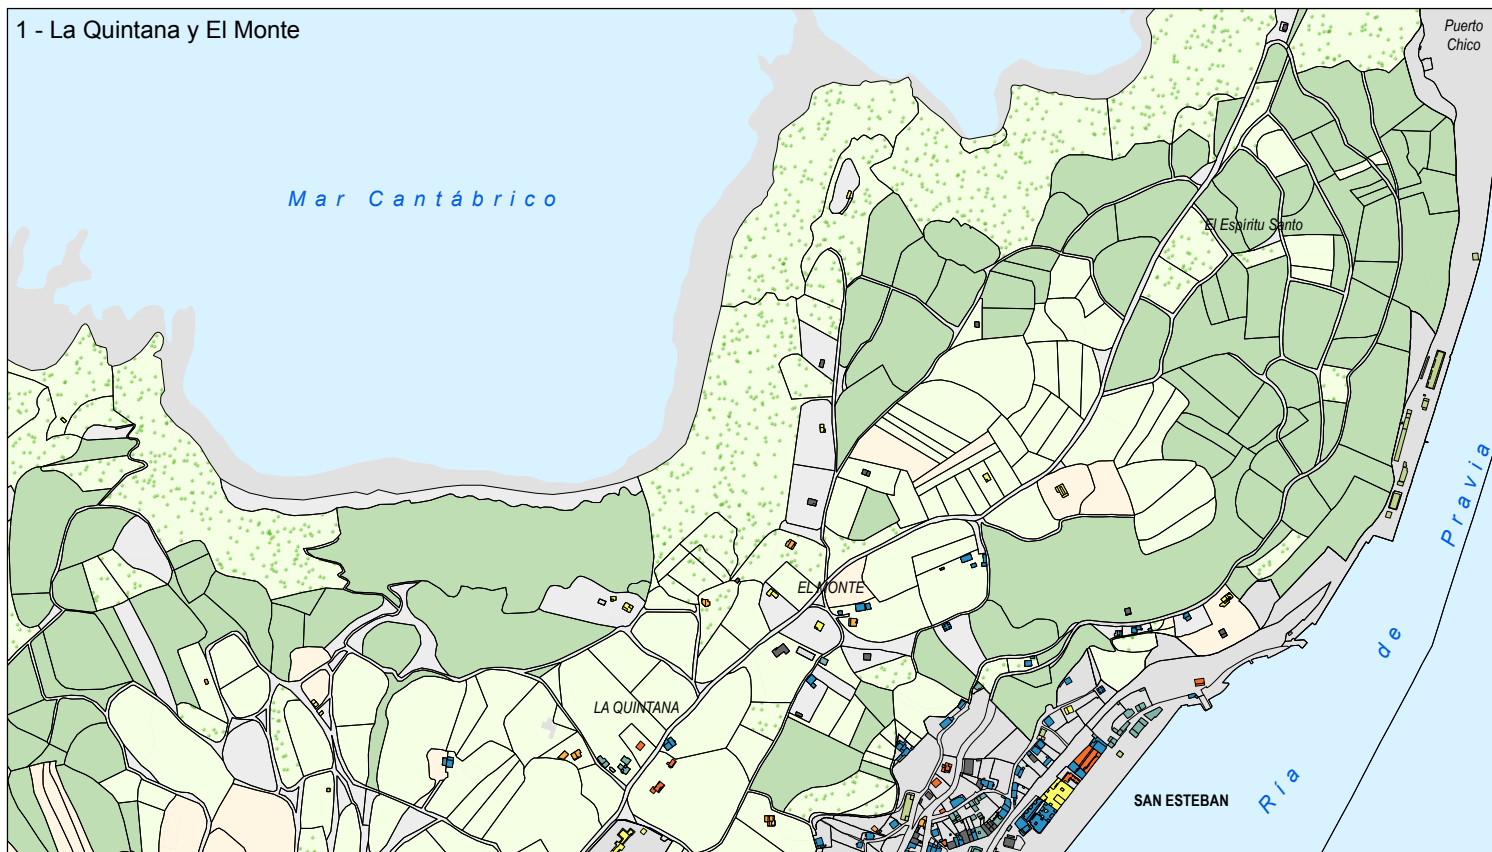 1 - La Quintana y El Monte
Puerto
Chico
Mar Cantábrico
El Espíritu Santo
EL MONTE
LA QUINTANA
SAN ESTEBAN
Ría de Pravia